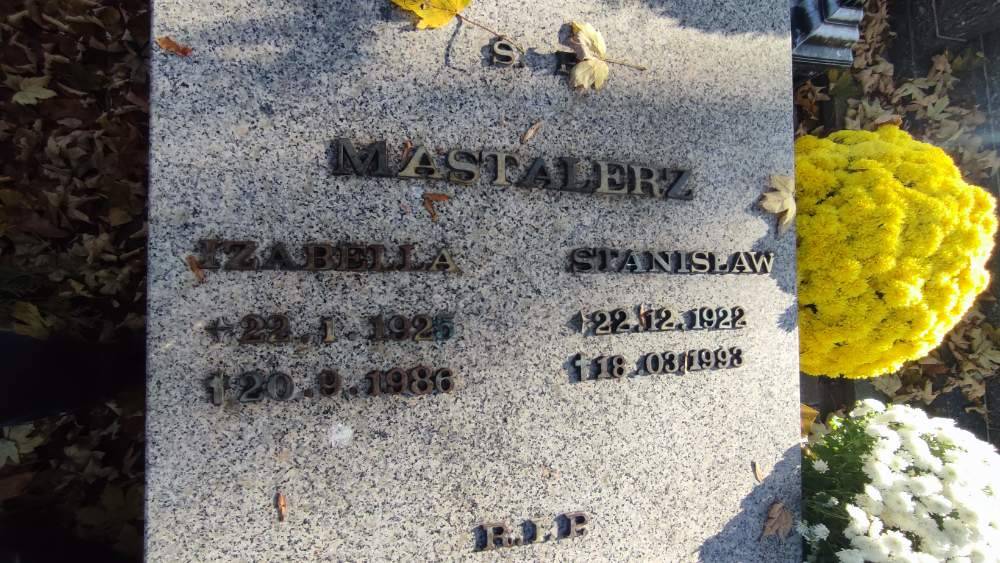 S. P.
MASTALERZ
IZABELLA STANISŁAW
* 22.1 1925 * 22.12.1922
† 20.9.1986 † 18.03.1993
R.I.P.